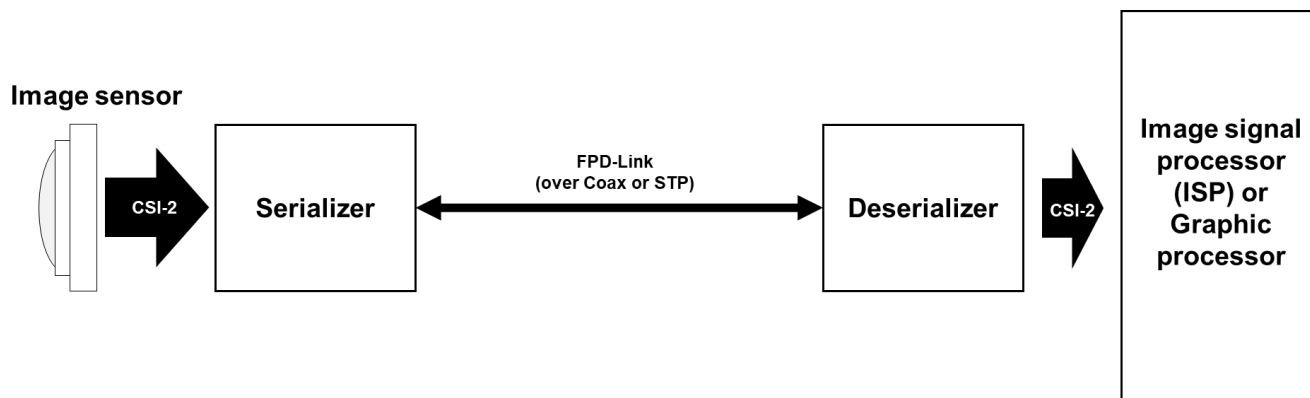 Image sensor
CSI-2
Serializer
FPD-Link
(over Coax or STP)
Deserializer
CSI-2
Image signal
processor
(ISP) or
Graphic
processor